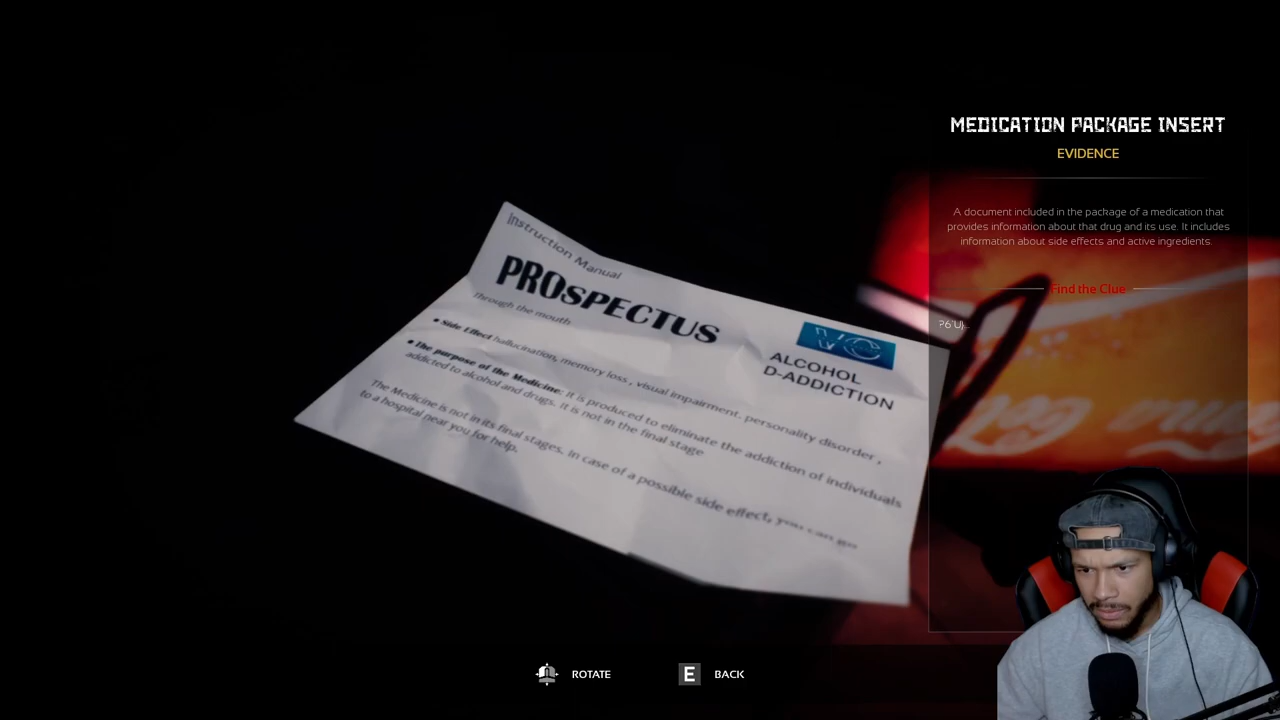 Instruction Manual
PROSPECTUS
Through the mouth
VC
ALCOHOL
D-ADDICTION
• Side Effect hallucination, memory loss , visual impairment, personality disorder ,
• The purpose of the Medicine: It is produced to eliminate the addiction of individuals
addicted to alcohol and drugs. It is not in the final stage
The Medicine is not in its final stages. In case of a possible side effect, you can go
to a hospital near you for help.
MEDICATION PACKAGE INSERT
EVIDENCE
A document included in the package of a medication that
provides information about that drug and its use. It includes
information about side effects and active ingredients.
Find the Clue
?6'U)..
ROTATE
E BACK